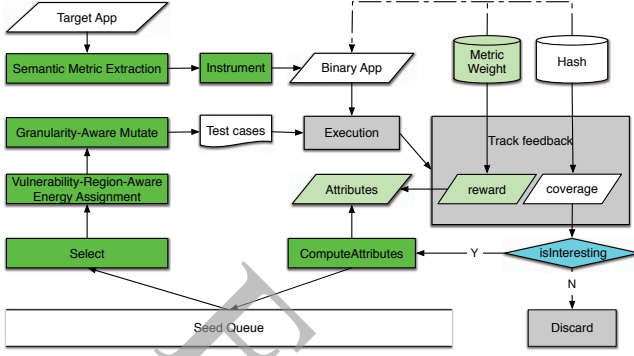 Target App
Semantic Metric Extraction
Instrument
Binary App
Metric
Weight
Hash
Granularity-Aware Mutate
Test cases
Execution
Track feedback
Vulnerability-Region-Aware
Energy Assignment
Attributes
reward
coverage
Select
ComputeAttributes
Y
isInteresting
N
Seed Queue
Discard